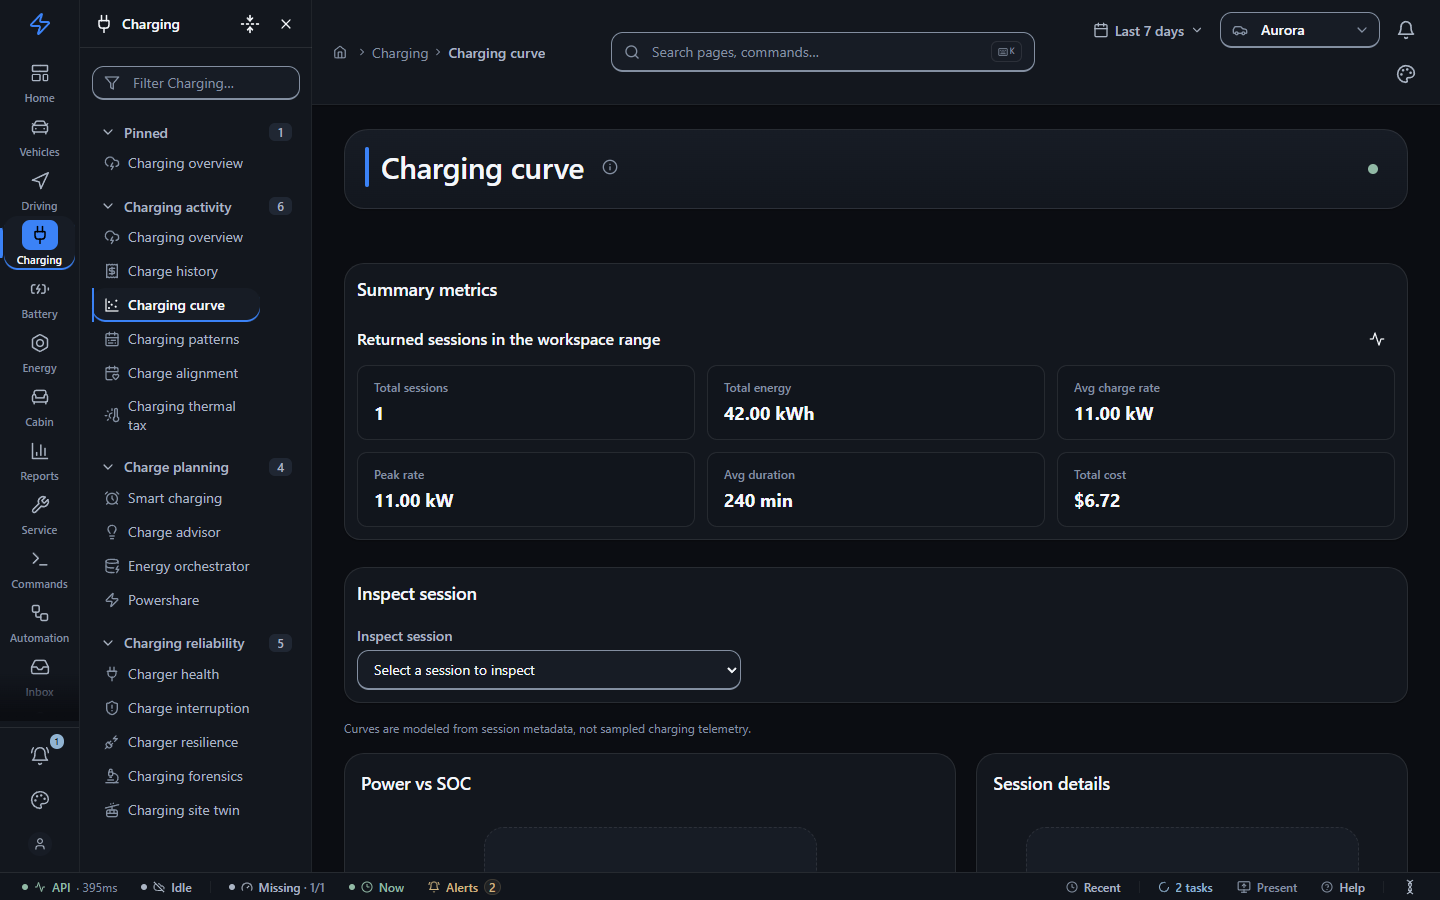 Home
Vehicles
Driving
Charging
Battery
Energy
Cabin
Reports
Service
Commands
Automation
Inbox
1
Charging
Filter Charging...
Pinned 1
Charging overview
Charging activity 6
Charging overview
Charge history
Charging curve
Charging patterns
Charge alignment
Charging thermal
tax
Charge planning 4
Smart charging
Charge advisor
Energy orchestrator
Powershare
Charging reliability 5
Charger health
Charge interruption
Charger resilience
Charging forensics
Charging site twin
Charging Charging curve
Search pages, commands... K
Last 7 days
Aurora
Charging curve
Summary metrics
Returned sessions in the workspace range
Total sessions
1
Total energy
42.00 kWh
Avg charge rate
11.00 kW
Peak rate
11.00 kW
Avg duration
240 min
Total cost
$6.72
Inspect session
Inspect session
Select a session to inspect
Curves are modeled from session metadata, not sampled charging telemetry.
Power vs SOC
Session details
API · 395ms Idle Missing · 1/1 Now Alerts 2 Recent 2 tasks Present Help